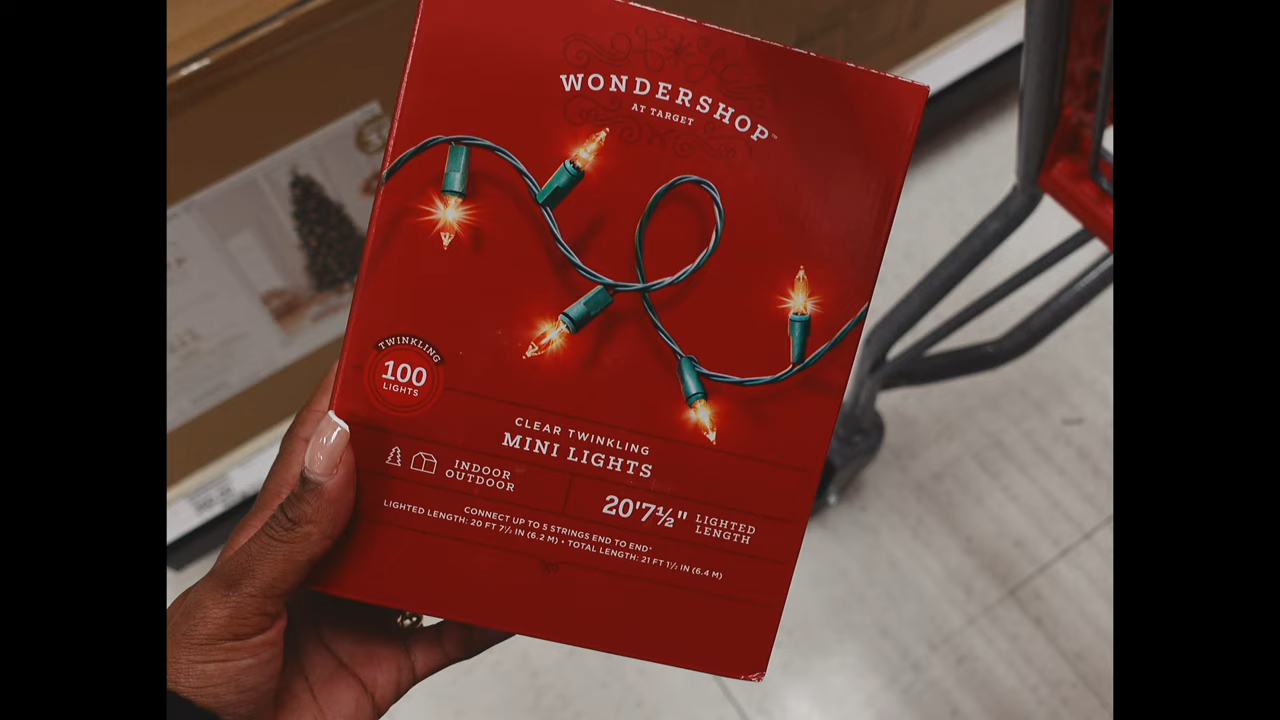 WONDERSHOP™
AT TARGET
TWINKLING
100
LIGHTS
CLEAR TWINKLING
MINI LIGHTS
INDOOR
OUTDOOR
20'7½" LIGHTED
LENGTH
CONNECT UP TO 5 STRINGS END TO END*
LIGHTED LENGTH: 20 FT 7½ IN (6.2 M) • TOTAL LENGTH: 21 FT 1½ IN (6.4 M)